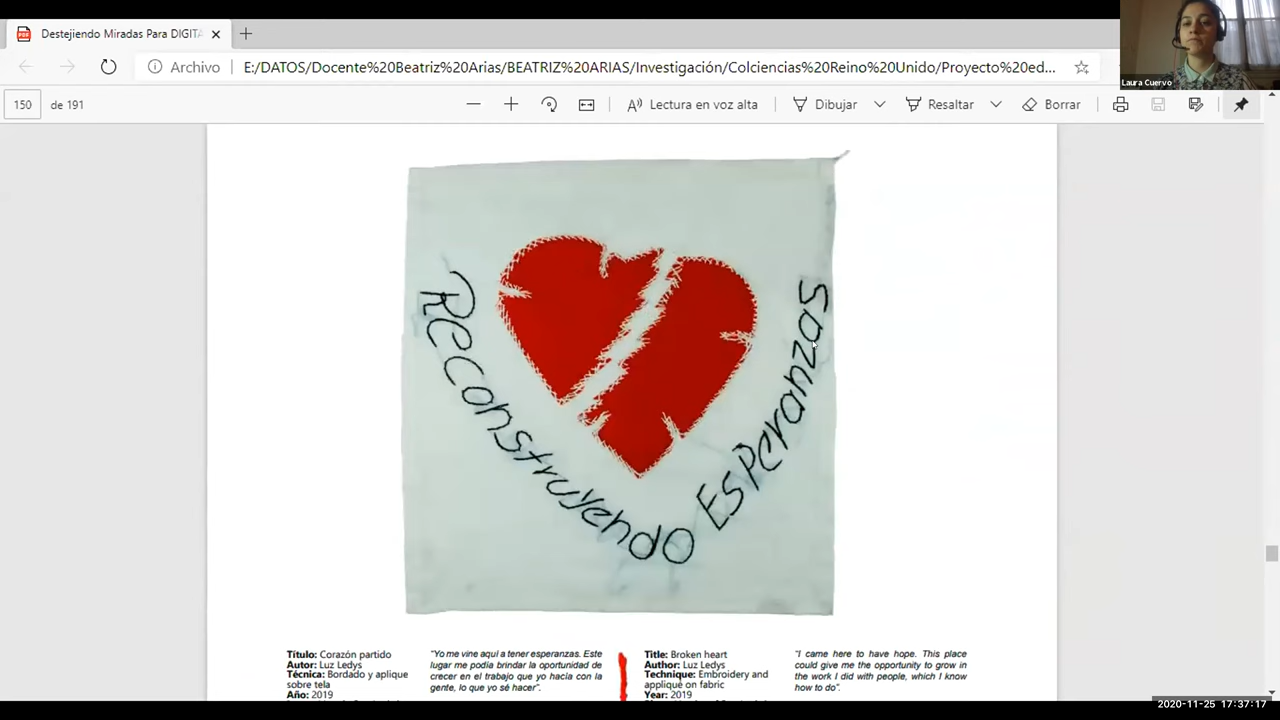 Destejiendo Miradas Para DIGITA
Archivo
E:/DATOS/Docente%20Beatriz%20Arias/BEATRIZ%20ARIAS/Investigación/Colciencias%20Reino%20Unido/Proyecto%20ed...
Laura Cuervo
150 de 191
Lectura en voz alta
Dibujar
Resaltar
Borrar
Reconstruyendo Esperanzas
Título: Corazón partido
Autor: Luz Ledys
Técnica: Bordado y aplique
sobre tela
Año: 2019
"Yo me vine aquí a tener esperanzas. Este
lugar me podía brindar la oportunidad de
crecer en el trabajo que yo hacía con la
gente, lo que yo sé hacer".
Title: Broken heart
Author: Luz Ledys
Technique: Embroidery and
appliqué on fabric
Year: 2019
"I came here to have hope. This place
could give me the opportunity to grow in
the work I did with people, which I know
how to do".
2020-11-25 17:37:17